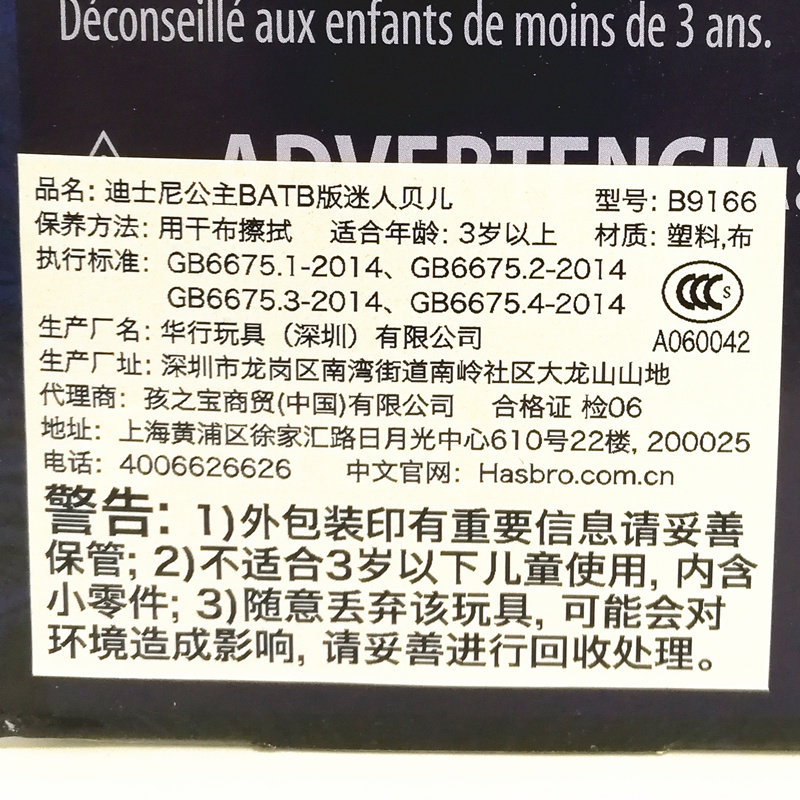 Déconseillé aux enfants de moins de 3 ans.
ADVERTENCIA:
品名: 迪士尼公主BATB版迷人贝儿 型号: B9166
保养方法: 用干布擦拭 适合年龄: 3岁以上 材质: 塑料,布
执行标准: GB6675.1-2014、GB6675.2-2014
GB6675.3-2014、GB6675.4-2014
CCC S
A060042
生产厂名: 华行玩具（深圳）有限公司
生产厂址: 深圳市龙岗区南湾街道南岭社区大龙山山地
代理商: 孩之宝商贸(中国)有限公司 合格证 检06
地址: 上海黄浦区徐家汇路日月光中心610号22楼, 200025
电话: 4006626626 中文官网: Hasbro.com.cn
警告: 1)外包装印有重要信息请妥善
保管; 2)不适合3岁以下儿童使用, 内含
小零件; 3)随意丢弃该玩具, 可能会对
环境造成影响, 请妥善进行回收处理。